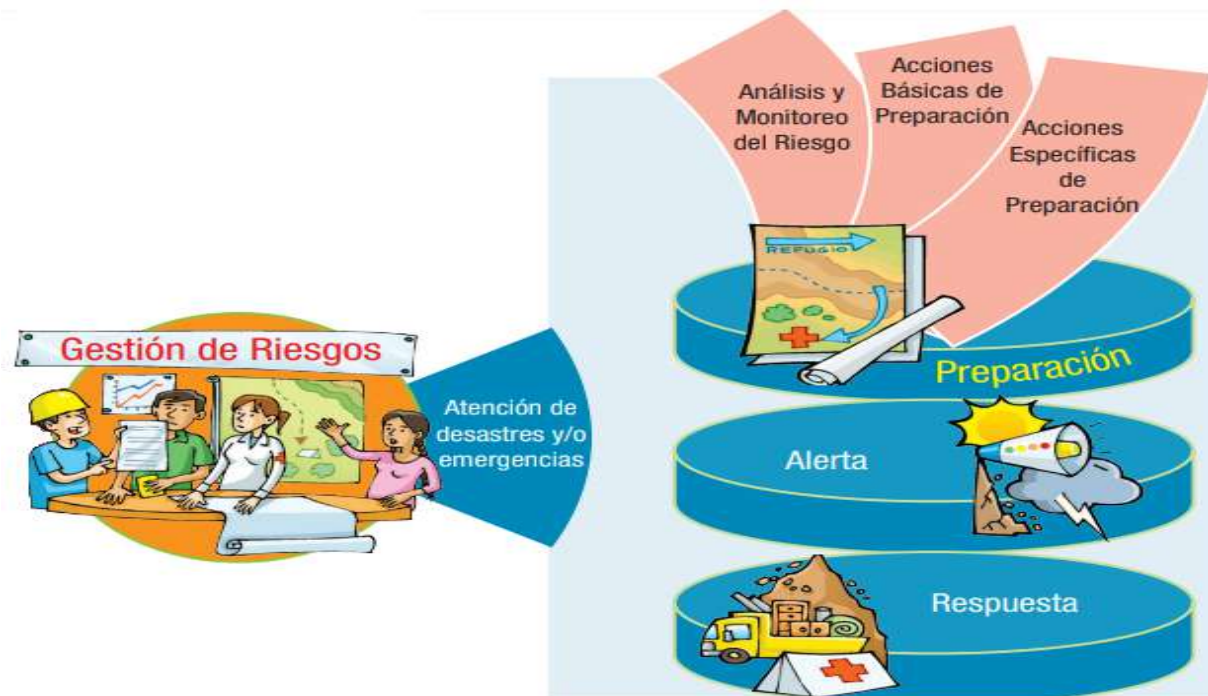 Gestión de Riesgos
Atención de
desastres y/o
emergencias
Análisis y
Monitoreo
del Riesgo
Acciones
Básicas de
Preparación
Acciones
Específicas
de
Preparación
REFUGIO
Preparación
Alerta
Respuesta